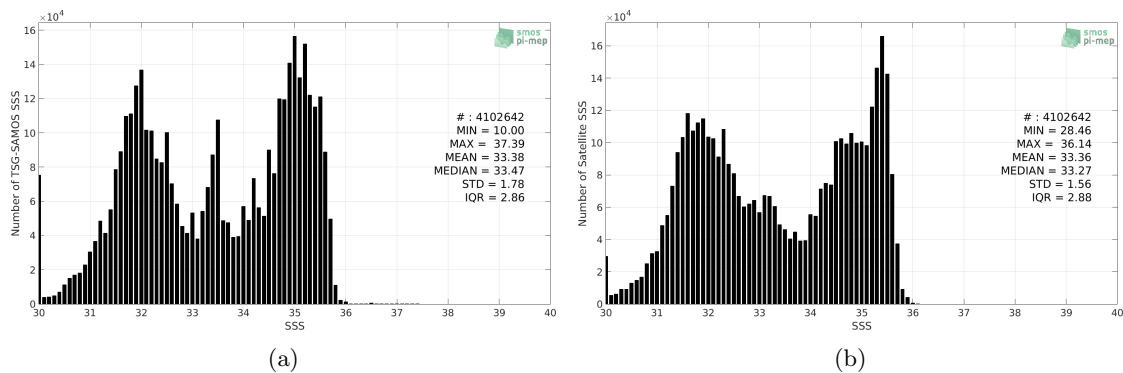 ×10⁴
16
14
12
10
8
6
4
2
0
Number of TSG-SAMOS SSS
smos
pi-mep
# : 4102642
MIN = 10.00
MAX = 37.39
MEAN = 33.38
MEDIAN = 33.47
STD = 1.78
IQR = 2.86
30 31 32 33 34 35 36 37 38 39 40
SSS
(a)
×10⁴
16
14
12
10
8
6
4
2
0
Number of Satellite SSS
smos
pi-mep
# : 4102642
MIN = 28.46
MAX = 36.14
MEAN = 33.36
MEDIAN = 33.27
STD = 1.56
IQR = 2.88
30 31 32 33 34 35 36 37 38 39 40
SSS
(b)